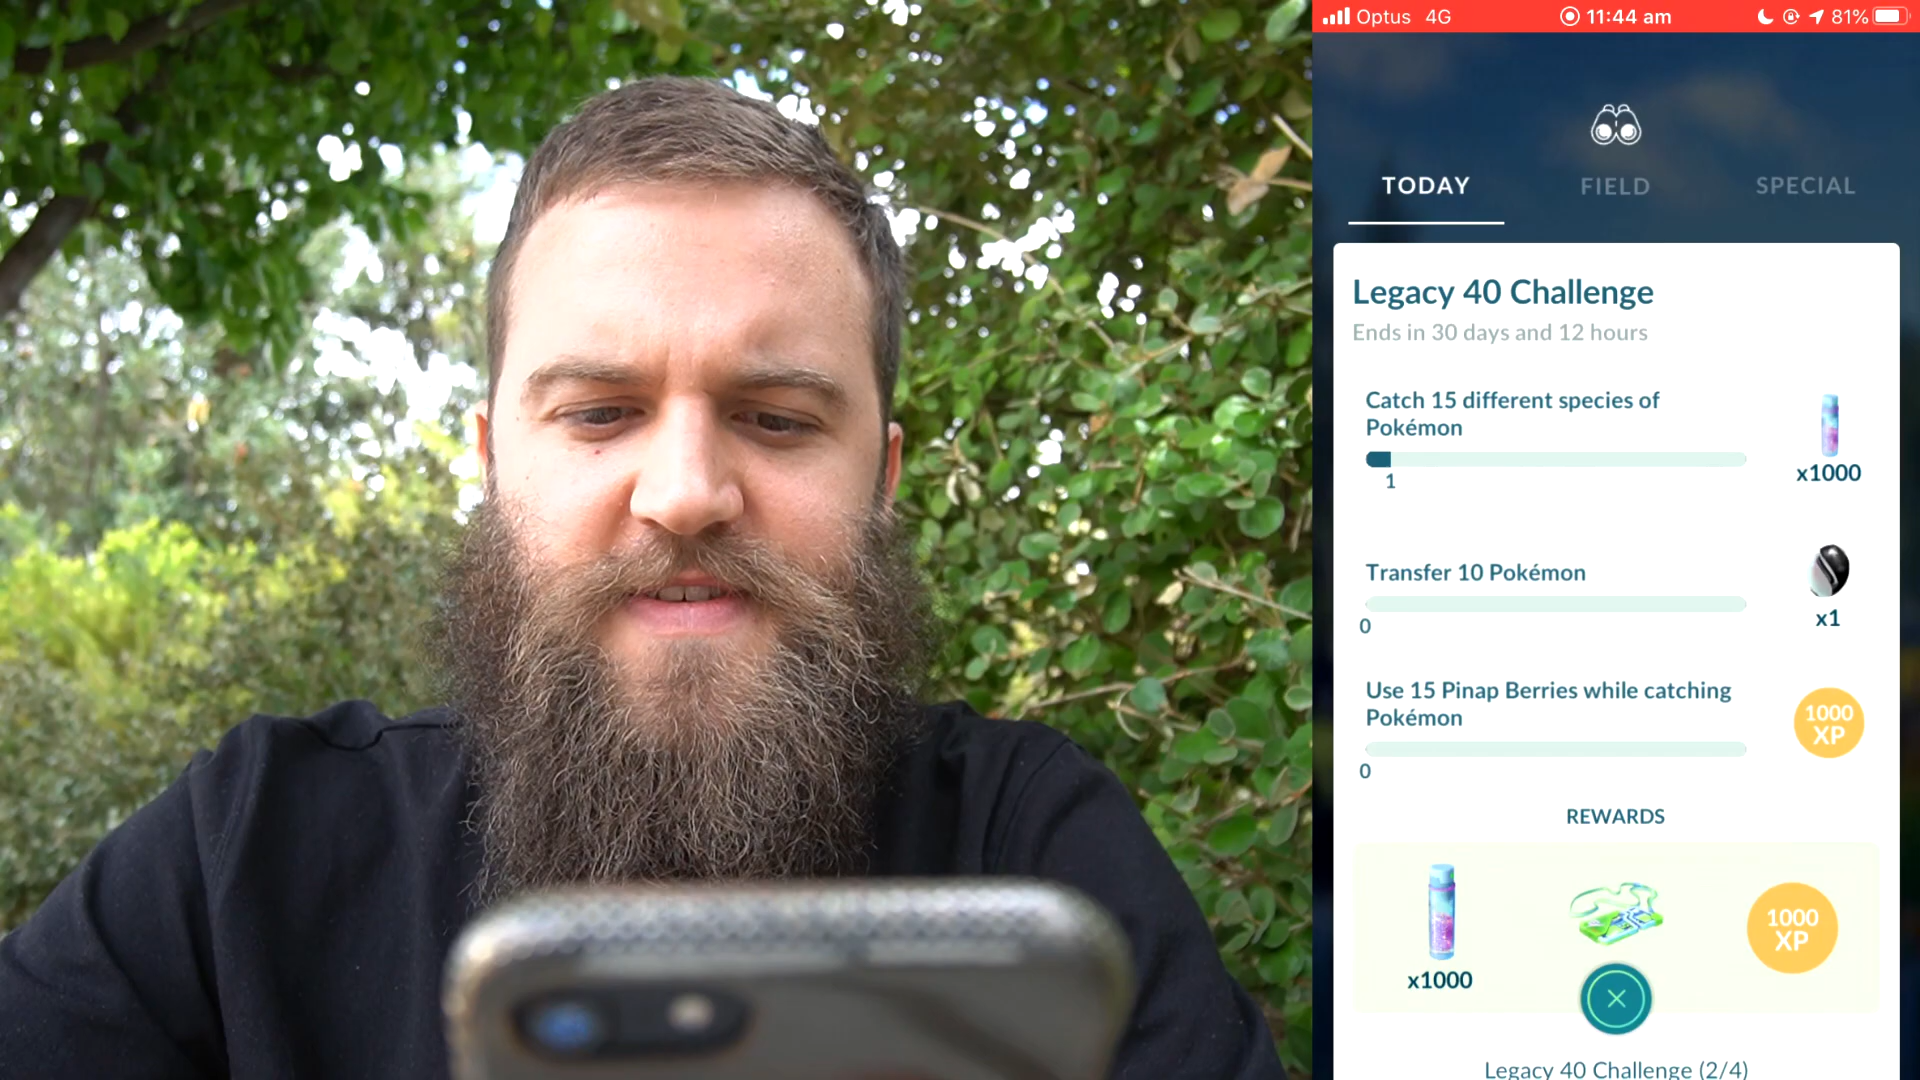 Optus 4G 11:44 am 81%
TODAY FIELD SPECIAL
Legacy 40 Challenge
Ends in 30 days and 12 hours
Catch 15 different species of
Pokémon
1
x1000
Transfer 10 Pokémon
0
x1
Use 15 Pinap Berries while catching
Pokémon
0
1000
XP
REWARDS
x1000
1000
XP
Legacy 40 Challenge (2/4)